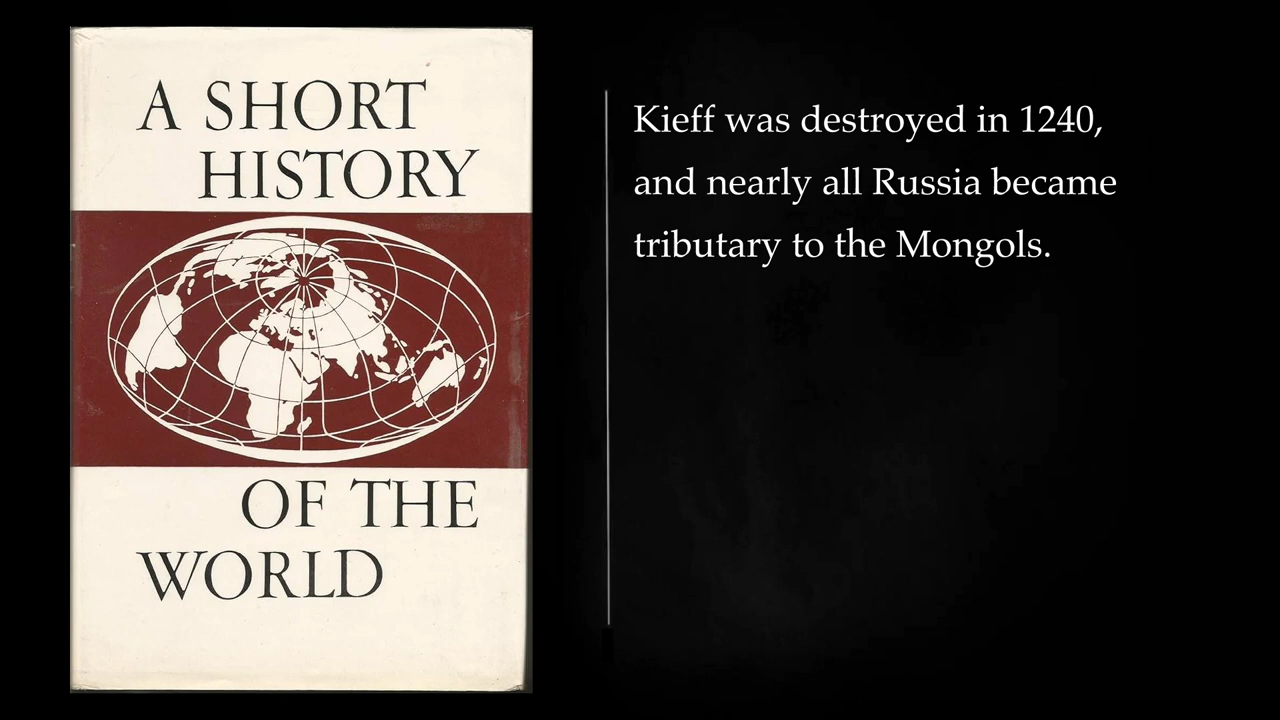 A SHORT
HISTORY
OF THE
WORLD
Kieff was destroyed in 1240,
and nearly all Russia became
tributary to the Mongols.